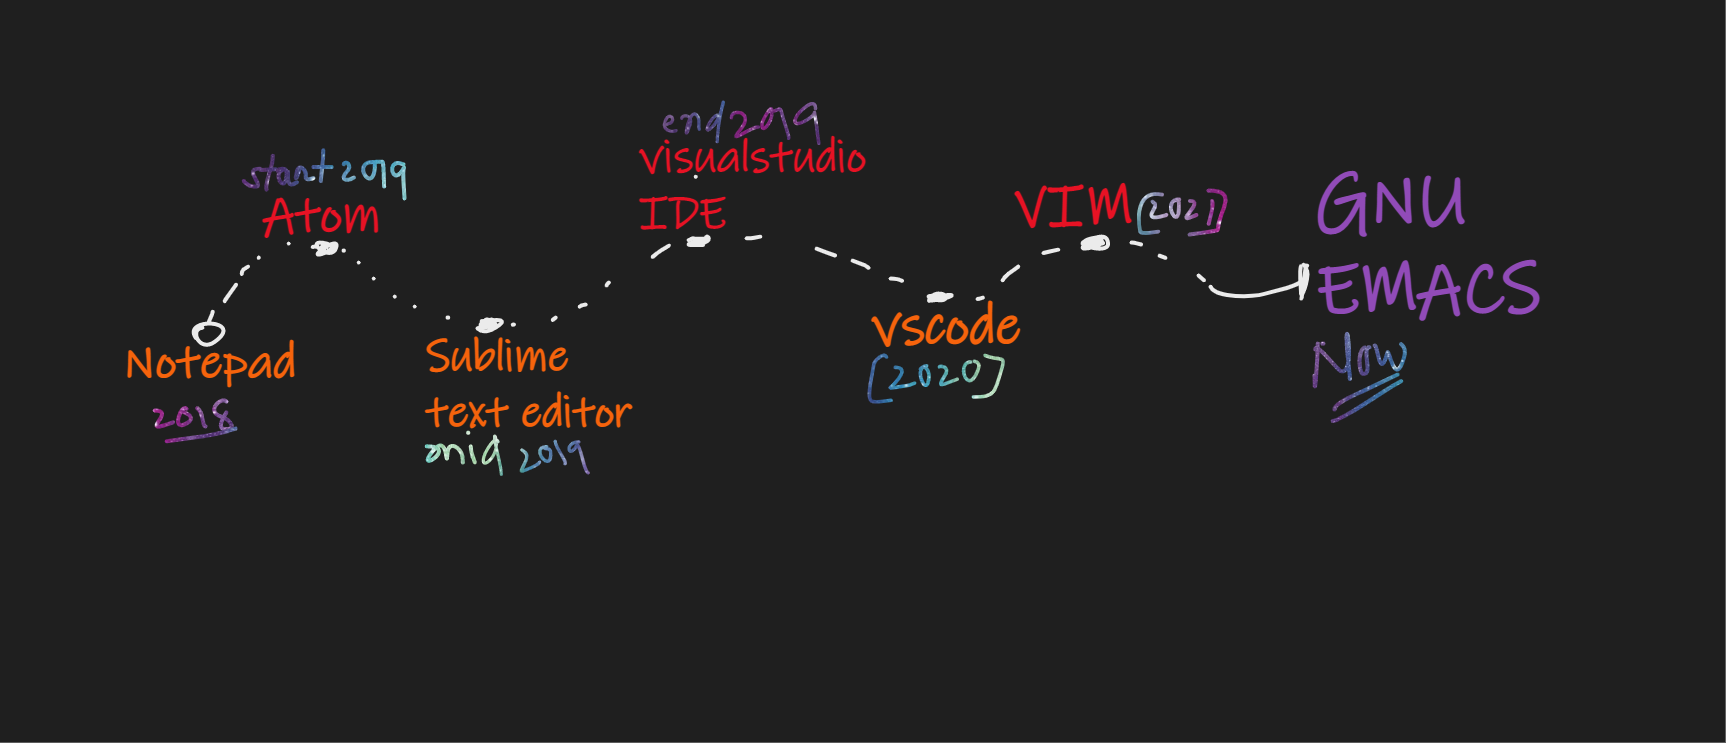 Notepad
2018
start 2019
Atom
Sublime
text editor
mid 2019
end 2019
visualstudio
IDE
vscode
[2020]
VIM [2021]
GNU
EMACS
Now